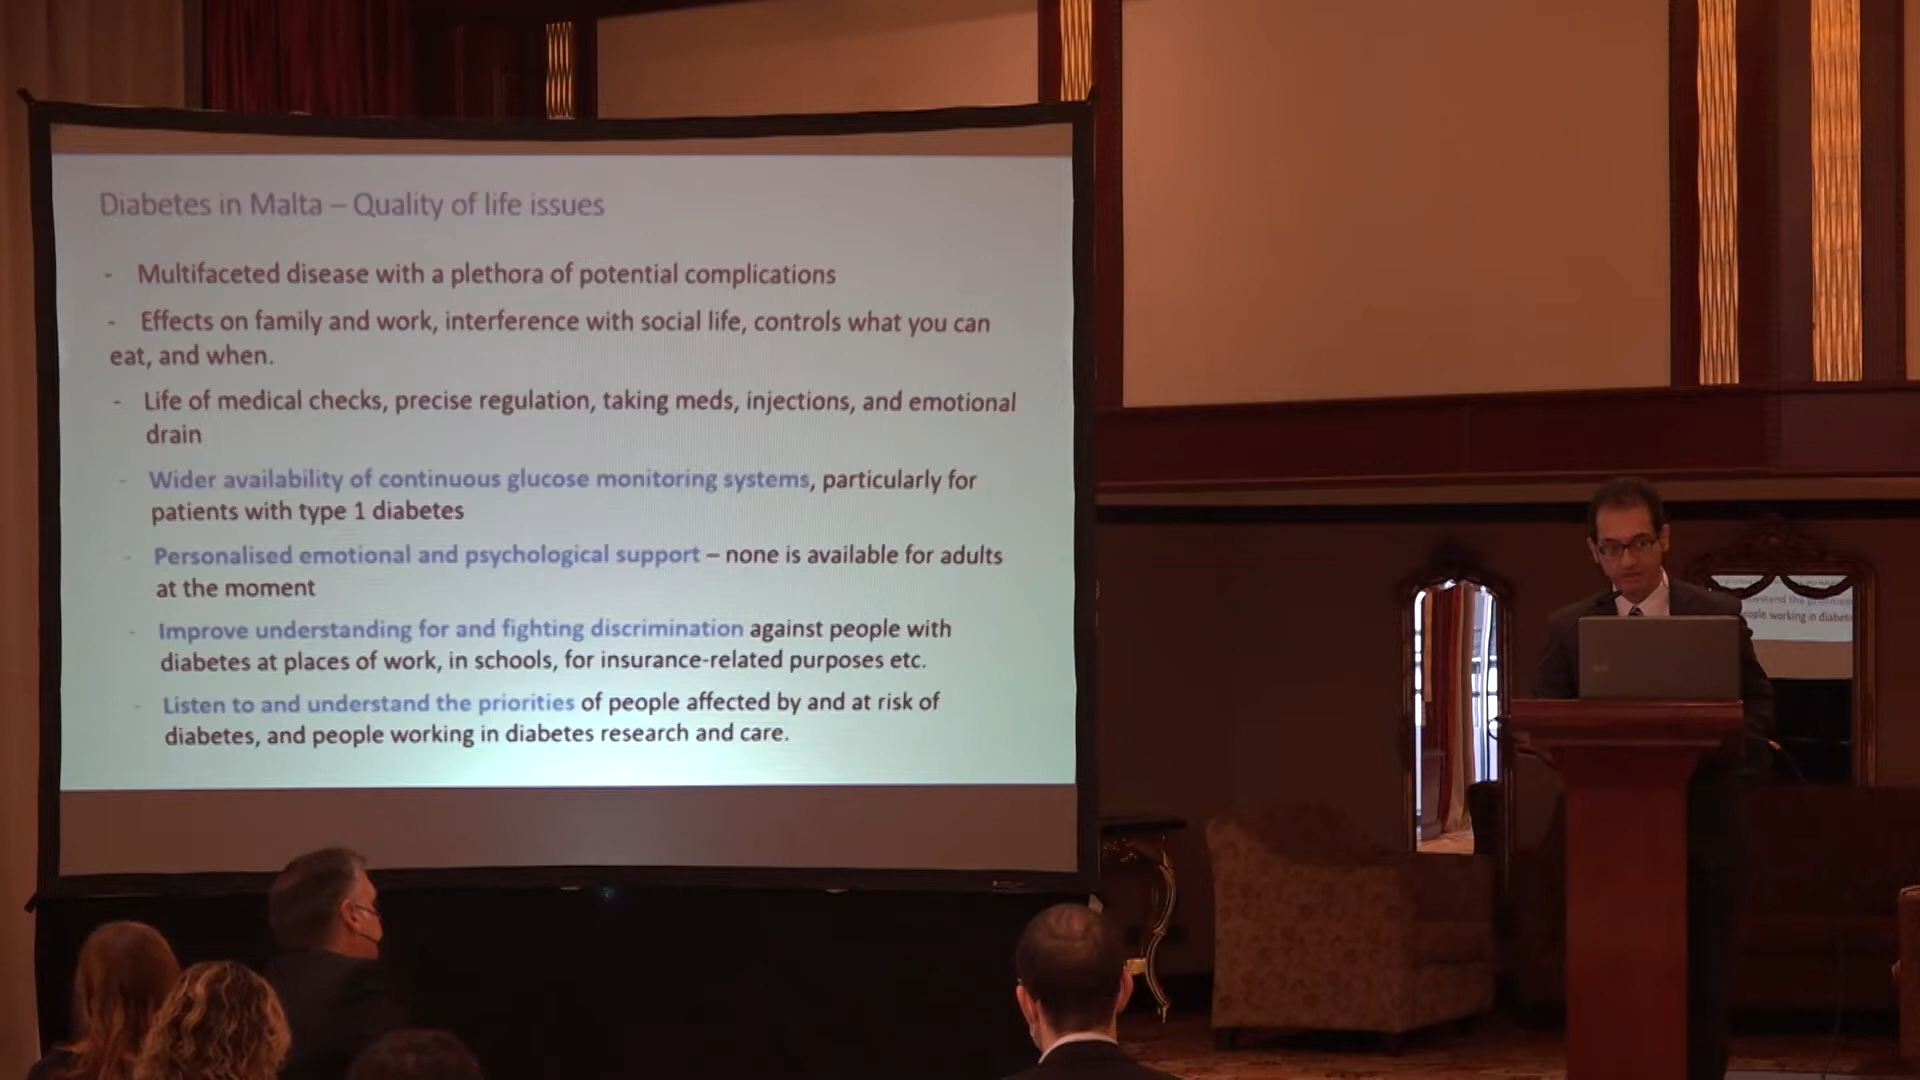 Diabetes in Malta – Quality of life issues
- Multifaceted disease with a plethora of potential complications
- Effects on family and work, interference with social life, controls what you can
eat, and when.
- Life of medical checks, precise regulation, taking meds, injections, and emotional
drain
- Wider availability of continuous glucose monitoring systems, particularly for
patients with type 1 diabetes
- Personalised emotional and psychological support – none is available for adults
at the moment
- Improve understanding for and fighting discrimination against people with
diabetes at places of work, in schools, for insurance-related purposes etc.
- Listen to and understand the priorities of people affected by and at risk of
diabetes, and people working in diabetes research and care.
people working in